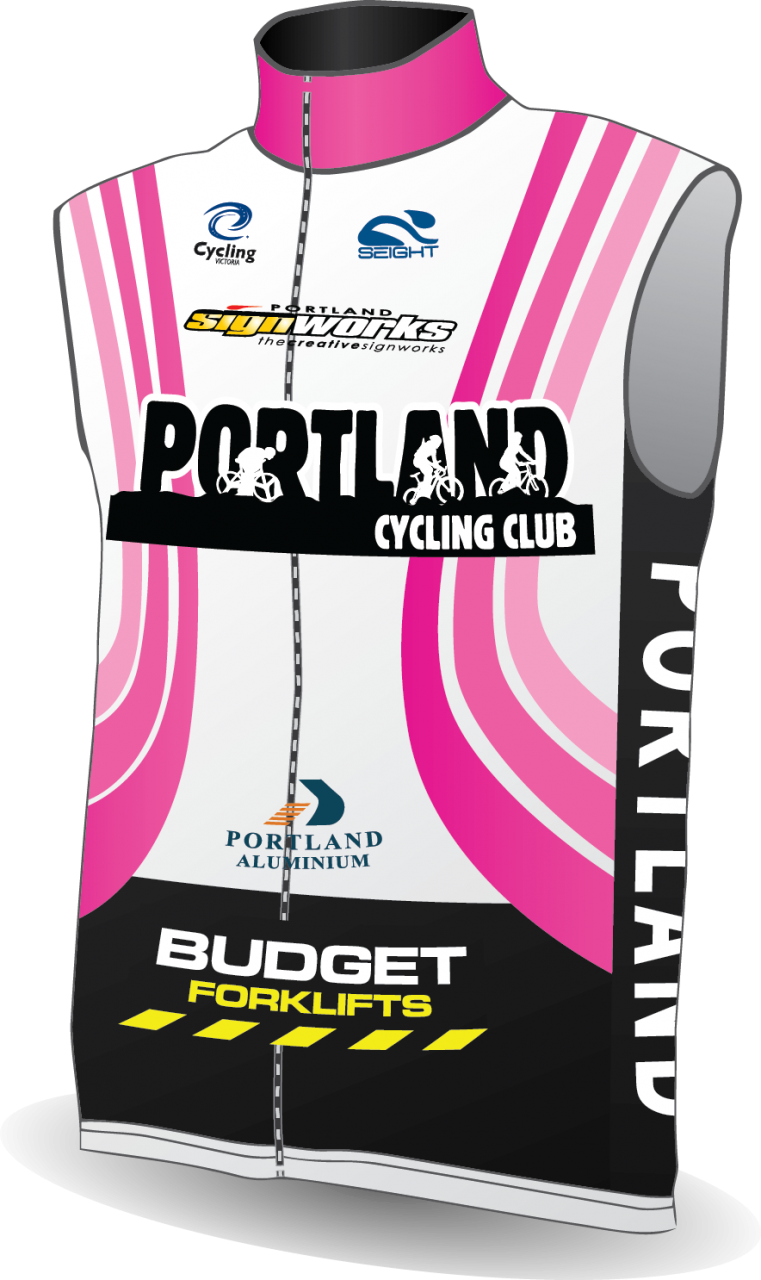 Cycling
VICTORIA
SEIGHT
PORTLAND
signworks
thecreativesignworks
PORTLAND
CYCLING CLUB
PORTLAND
ALUMINIUM
BUDGET
FORKLIFTS
PORTLAND